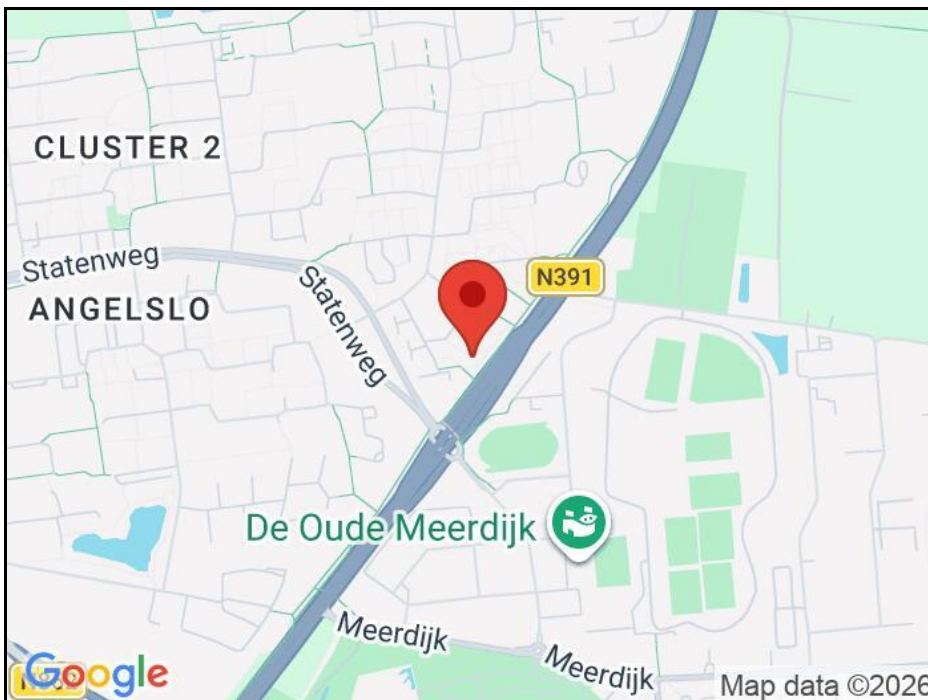 CLUSTER 2
Statenweg
ANGELSLO
Statenweg
N391
De Oude Meerdijk
Meerdijk
Meerdijk
Google
Map data ©2026